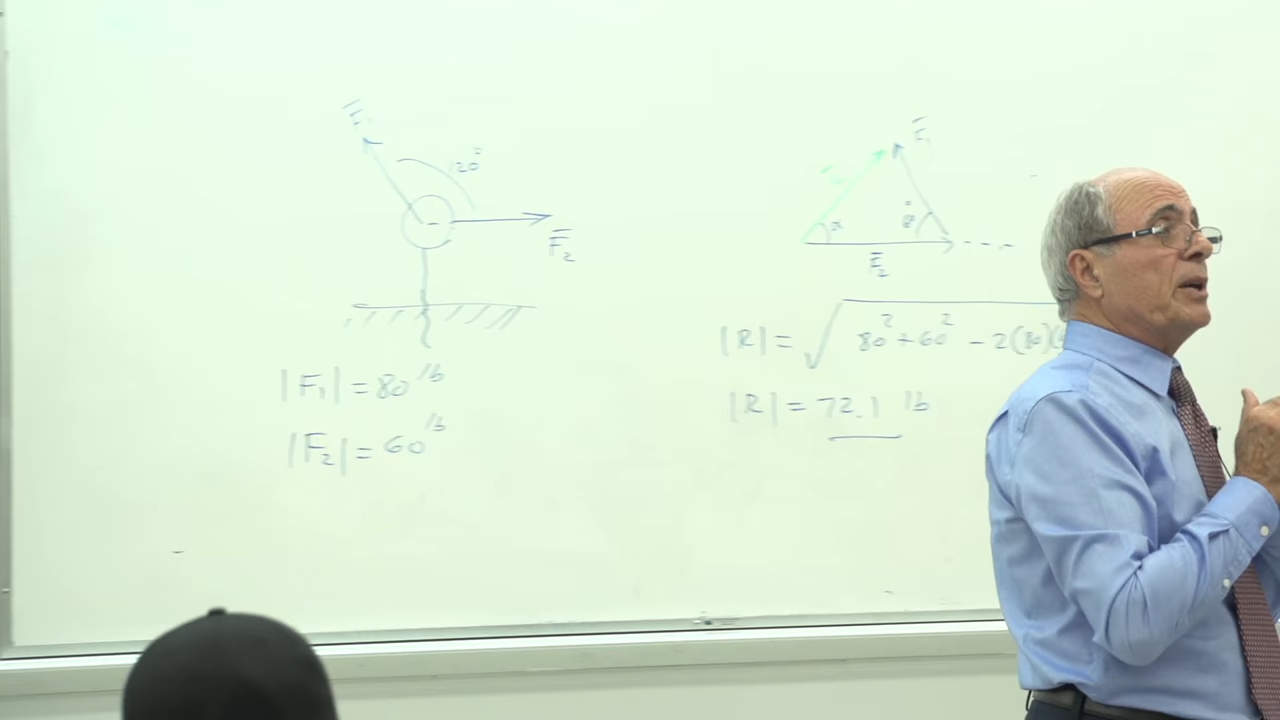 F₁
120°
F₂
|F₁| = 80 lb
|F₂| = 60 lb
F₁
α
F₂
|R| = √ 80² + 60² - 2(80)(
|R| = 72.1 lb